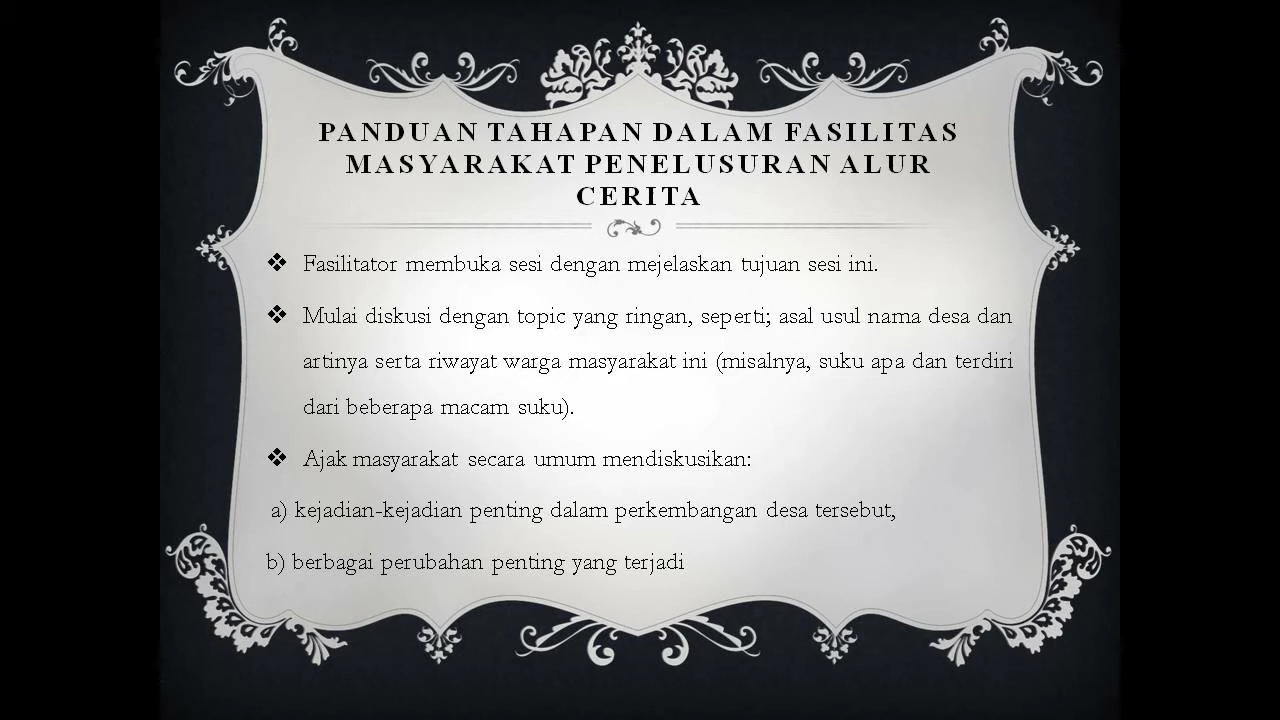 PANDUAN TAHAPAN DALAM FASILITAS
MASYARAKAT PENELUSURAN ALUR
CERITA
❖ Fasilitator membuka sesi dengan mejelaskan tujuan sesi ini.
❖ Mulai diskusi dengan topic yang ringan, seperti; asal usul nama desa dan
artinya serta riwayat warga masyarakat ini (misalnya, suku apa dan terdiri
dari beberapa macam suku).
❖ Ajak masyarakat secara umum mendiskusikan:
a) kejadian-kejadian penting dalam perkembangan desa tersebut,
b) berbagai perubahan penting yang terjadi